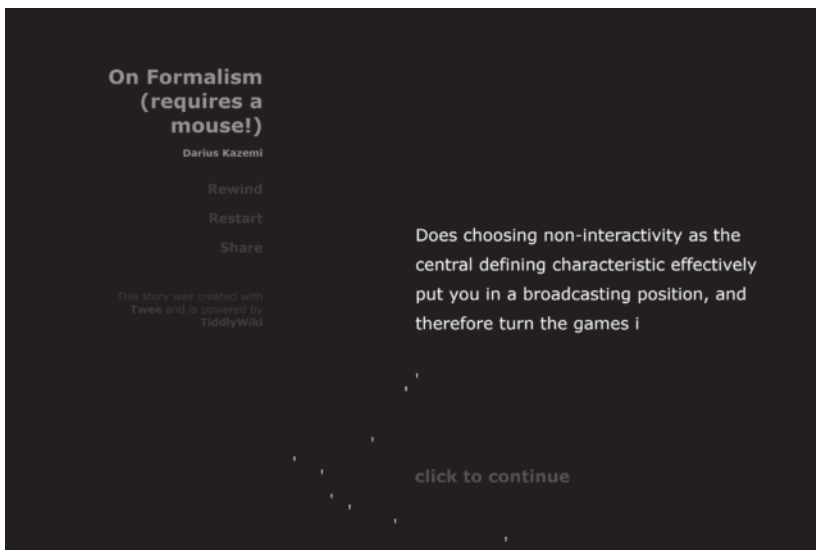 On Formalism
(requires a
mouse!)
Darius Kazemi
Rewind
Restart
Share
This story was created with
Twee and is powered by
TiddlyWiki
Does choosing non-interactivity as the
central defining characteristic effectively
put you in a broadcasting position, and
therefore turn the games i
click to continue